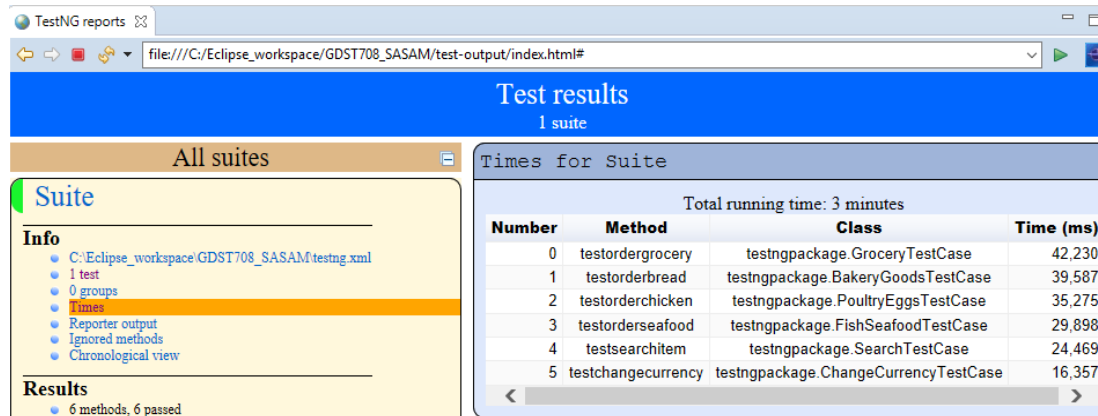 TestNG reports
file:///C:/Eclipse_workspace/GDST708_SASAM/test-output/index.html#
Test results
1 suite
All suites
Suite
Info
C:\Eclipse_workspace\GDST708_SASAM\testng.xml
1 test
0 groups
Times
Reporter output
Ignored methods
Chronological view
Results
6 methods, 6 passed
Times for Suite
Total running time: 3 minutes
Number Method Class Time (ms)
0 testordergrocery testngpackage.GroceryTestCase 42,230
1 testorderbread testngpackage.BakeryGoodsTestCase 39,587
2 testorderchicken testngpackage.PoultryEggsTestCase 35,275
3 testorderseafood testngpackage.FishSeafoodTestCase 29,898
4 testsearchitem testngpackage.SearchTestCase 24,469
5 testchangecurrency testngpackage.ChangeCurrencyTestCase 16,357